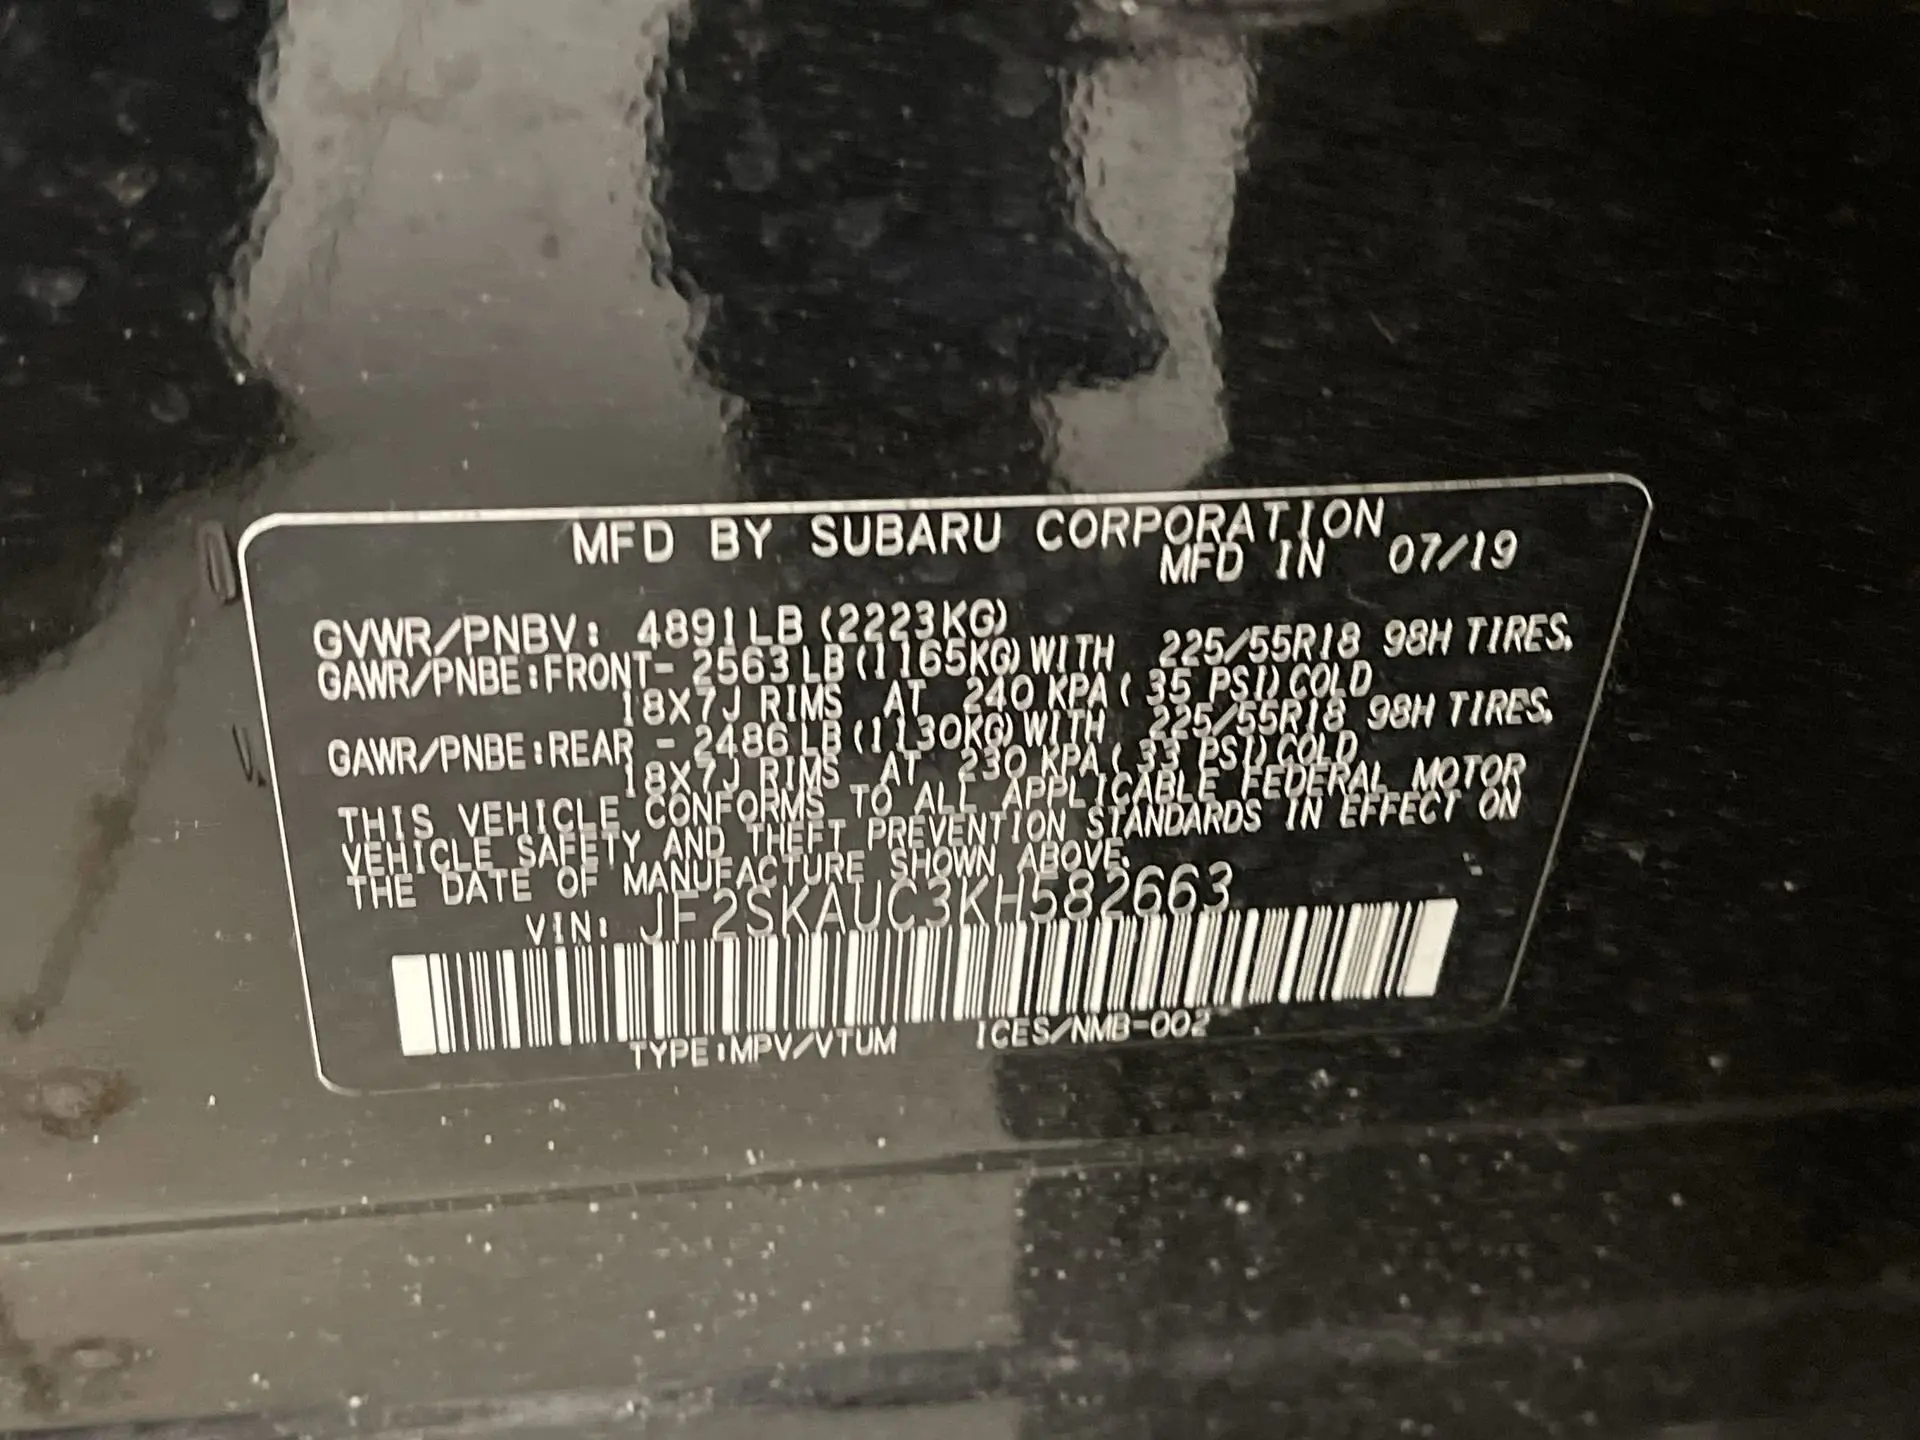 MFD BY SUBARU CORPORATION
MFD IN 07/19
GVWR/PNBV: 4891LB (2223KG)
GAWR/PNBE:FRONT- 2563LB(1165KG)WITH 225/55R18 98H TIRES,
18X7J RIMS AT 240 KPA( 35 PSI)COLD
GAWR/PNBE:REAR - 2486LB(1130KG)WITH 225/55R18 98H TIRES,
18X7J RIMS AT 230 KPA( 33 PSI)COLD
THIS VEHICLE CONFORMS TO ALL APPLICABLE FEDERAL MOTOR
VEHICLE SAFETY AND THEFT PREVENTION STANDARDS IN EFFECT ON
THE DATE OF MANUFACTURE SHOWN ABOVE.
VIN: JF2SKAUC3KH582663
TYPE:MPV/VTUM ICES/NMB-002